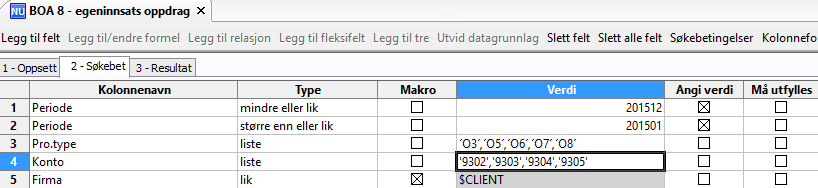 NU BOA 8 - egeninnsats oppdrag
Legg til felt Legg til/endre formel Legg til relasjon Legg til fleksifelt Legg til tre Utvid datagrunnlag Slett felt Slett alle felt Søkebetingelser Kolonnefo
1 - Oppsett 2 - Søkebet 3 - Resultat
Kolonnenavn Type Makro Verdi Angi verdi Må utfylles
1 Periode mindre eller lik 201512
2 Periode større enn eller lik 201501
3 Pro.type liste ´O3´,´O5´,´O6´,´O7´,´O8´
4 Konto liste '9302','9303','9304','9305'
5 Firma lik $CLIENT